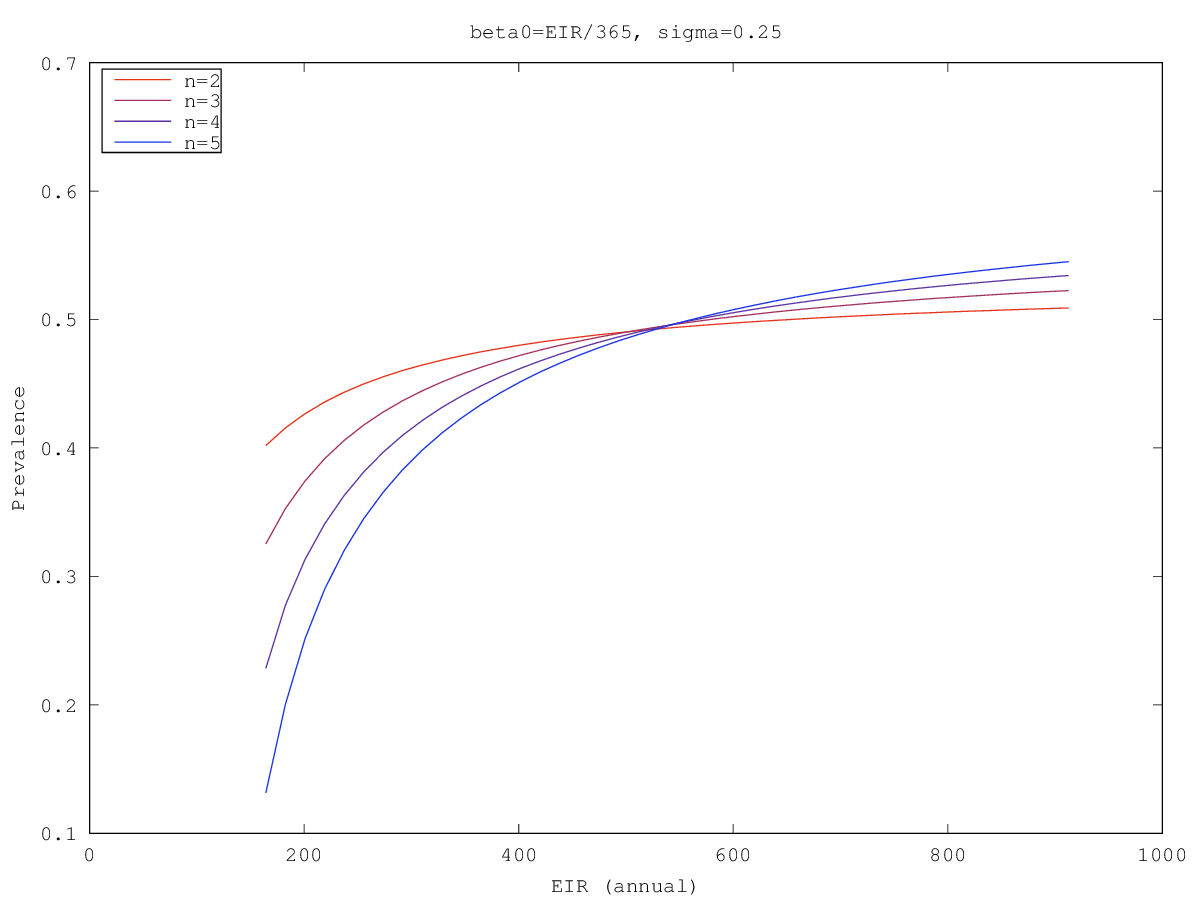 beta0=EIR/365, sigma=0.25
n=2
n=3
n=4
n=5
0.7
0.6
0.5
0.4
0.3
0.2
0.1
Prevalence
0 200 400 600 800 1000
EIR (annual)